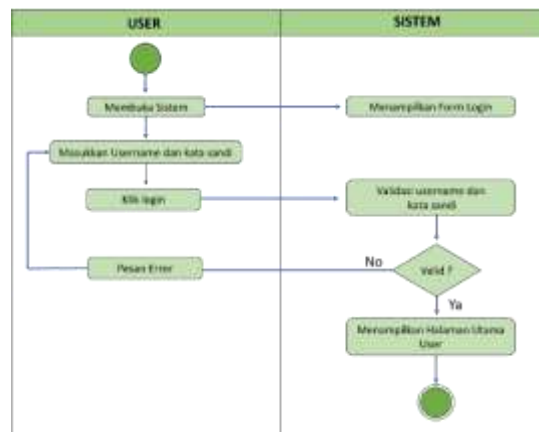 USER
SISTEM
Membuka Sistem
Menampilkan Form Login
Masukkan Username dan kata sandi
Klik login
Validasi username dan
kata sandi
Pesan Error
No
Valid ?
Ya
Menampilkan Halaman Utama
User